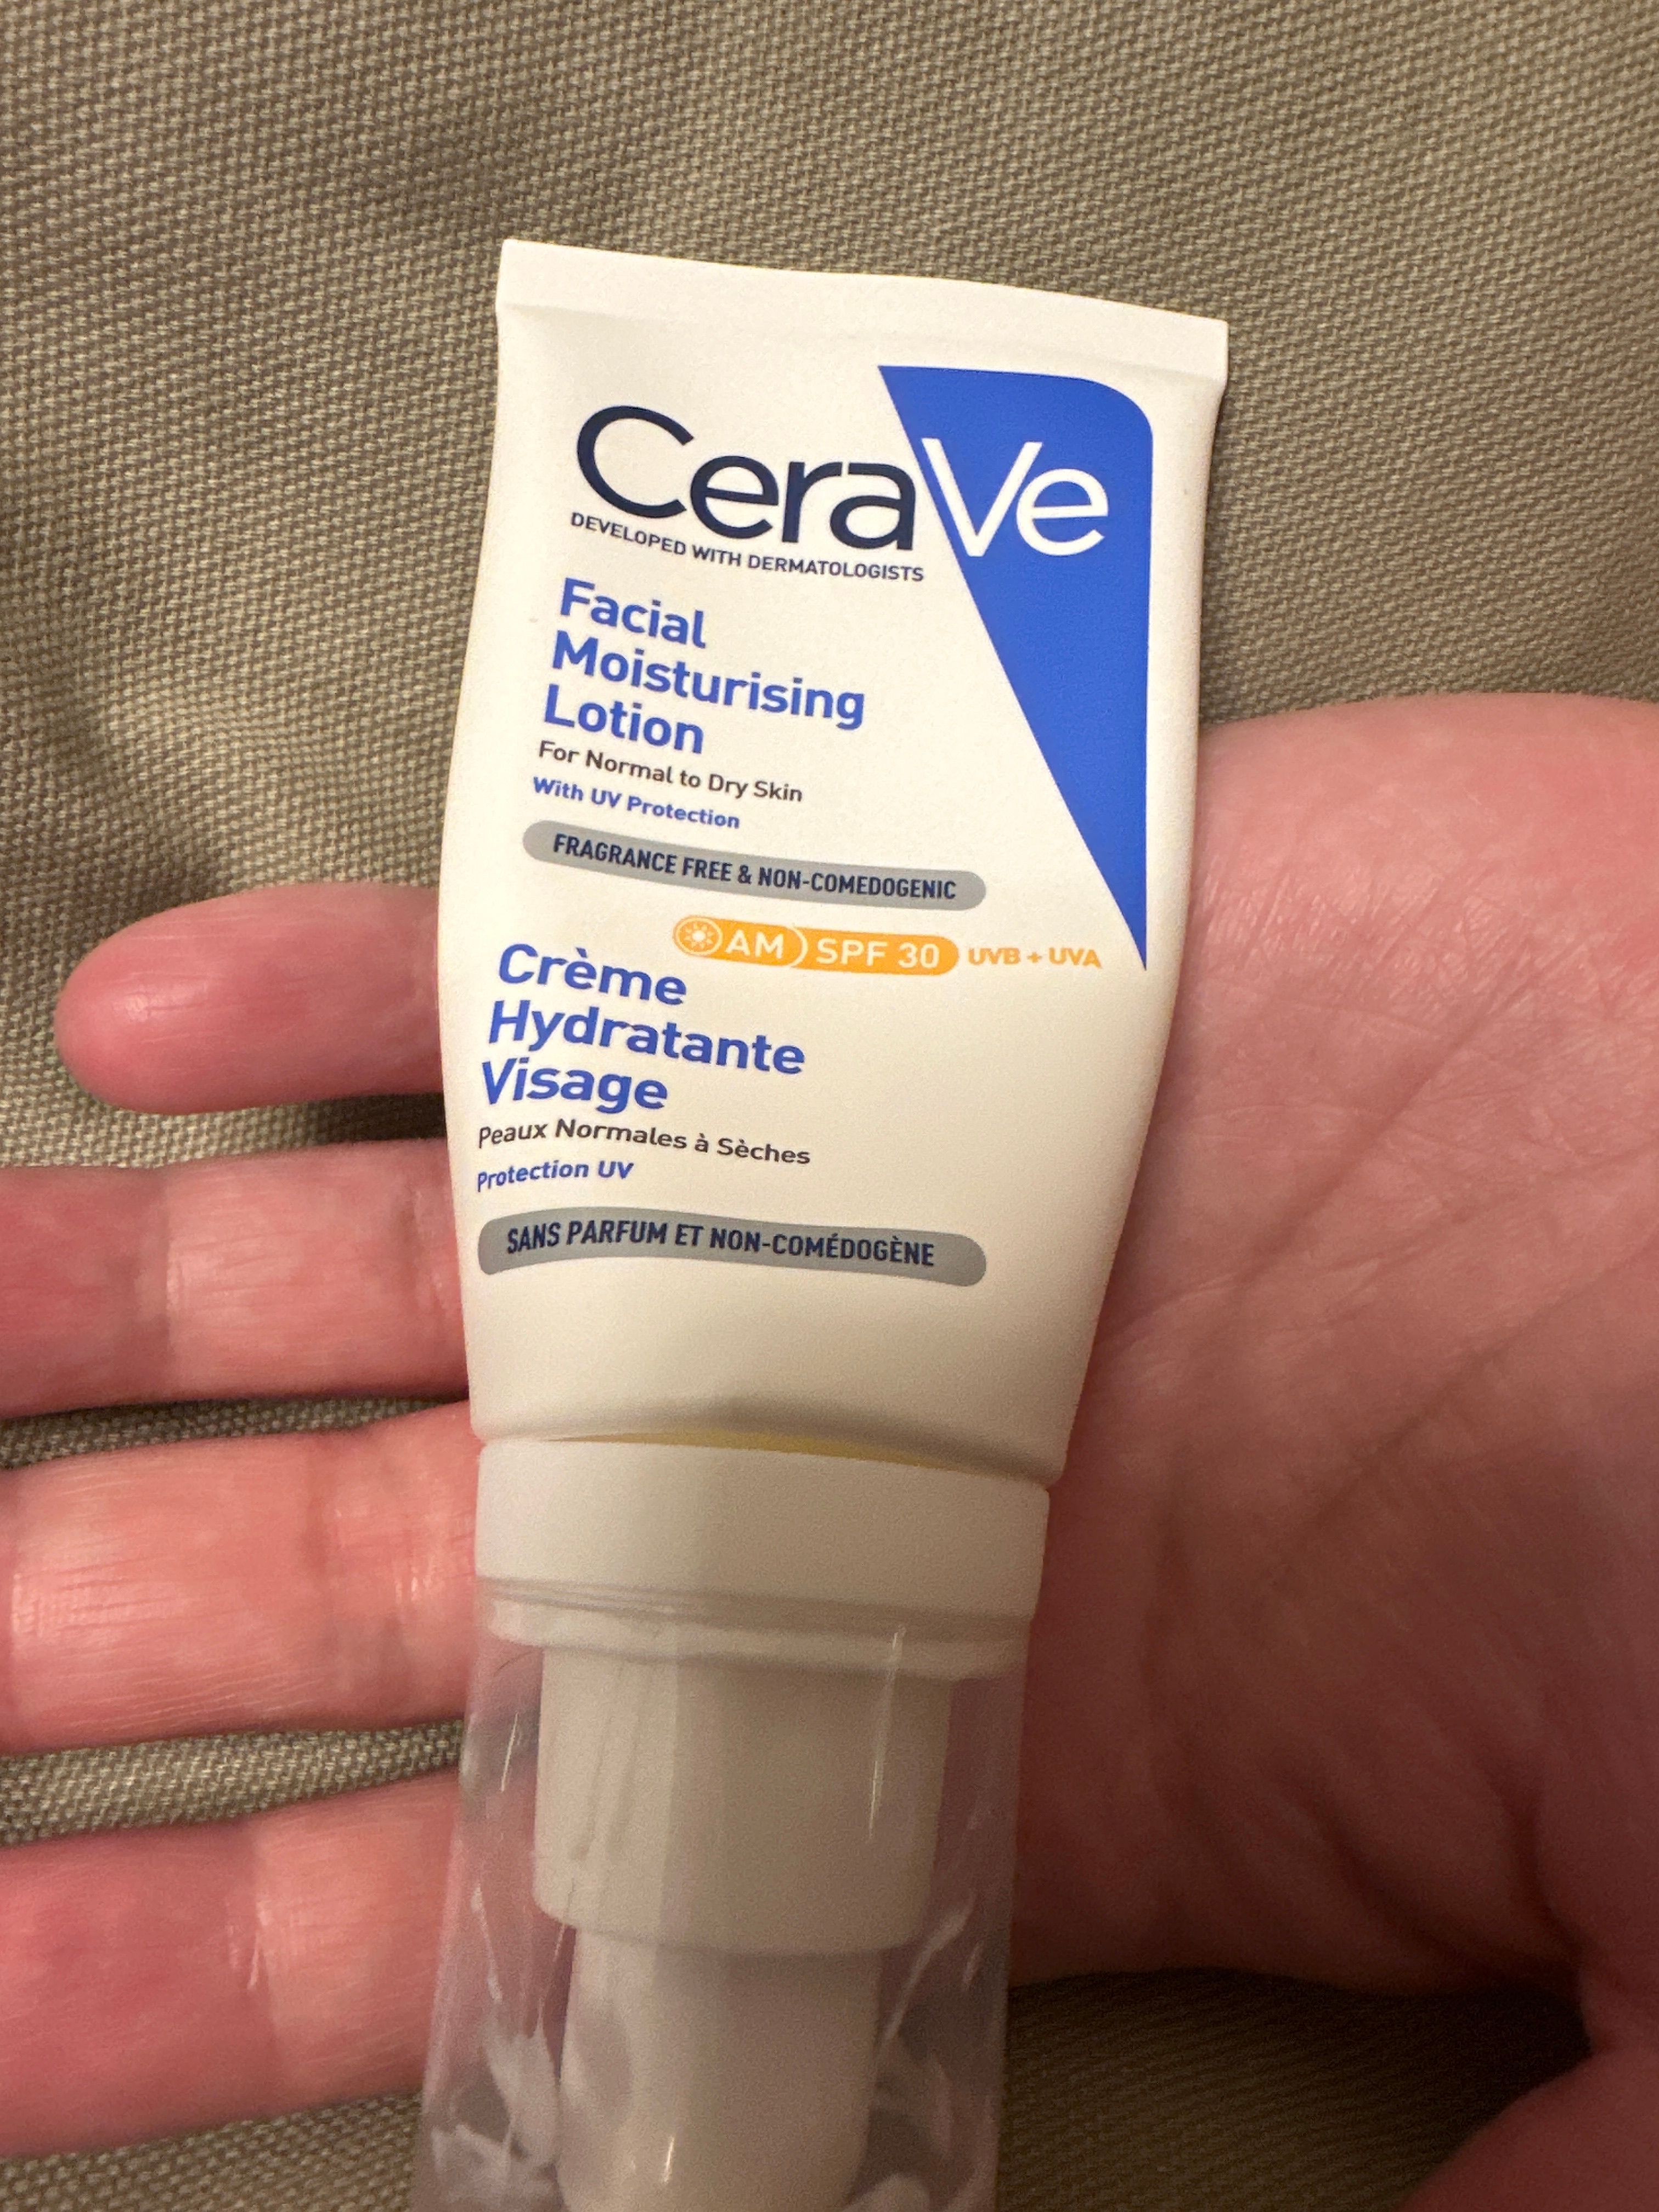 CeraVe
DEVELOPED WITH DERMATOLOGISTS
Facial
Moisturising
Lotion
For Normal to Dry Skin
With UV Protection
FRAGRANCE FREE & NON-COMEDOGENIC
AM SPF 30 UVB + UVA
Crème
Hydratante
Visage
Peaux Normales à Sèches
Protection UV
SANS PARFUM ET NON-COMÉDOGÈNE